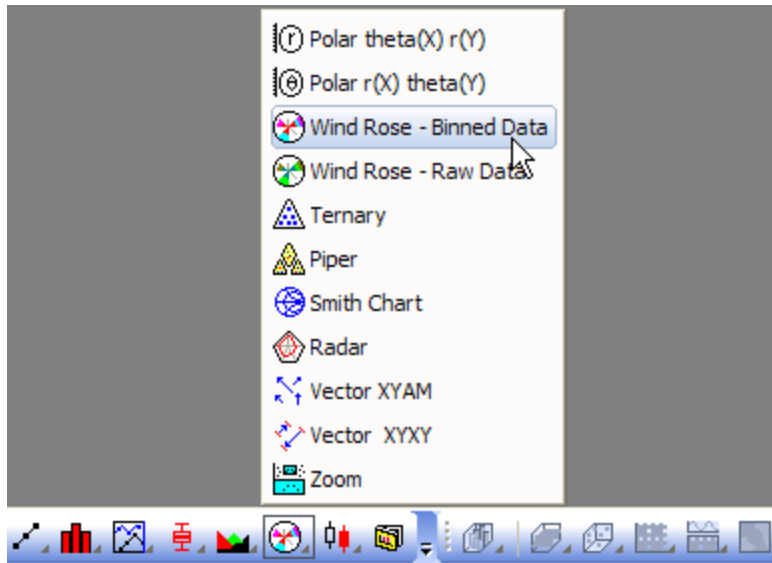 Polar theta(X) r(Y)
Polar r(X) theta(Y)
Wind Rose - Binned Data
Wind Rose - Raw Data
Ternary
Piper
Smith Chart
Radar
Vector XYAM
Vector  XYXY
Zoom